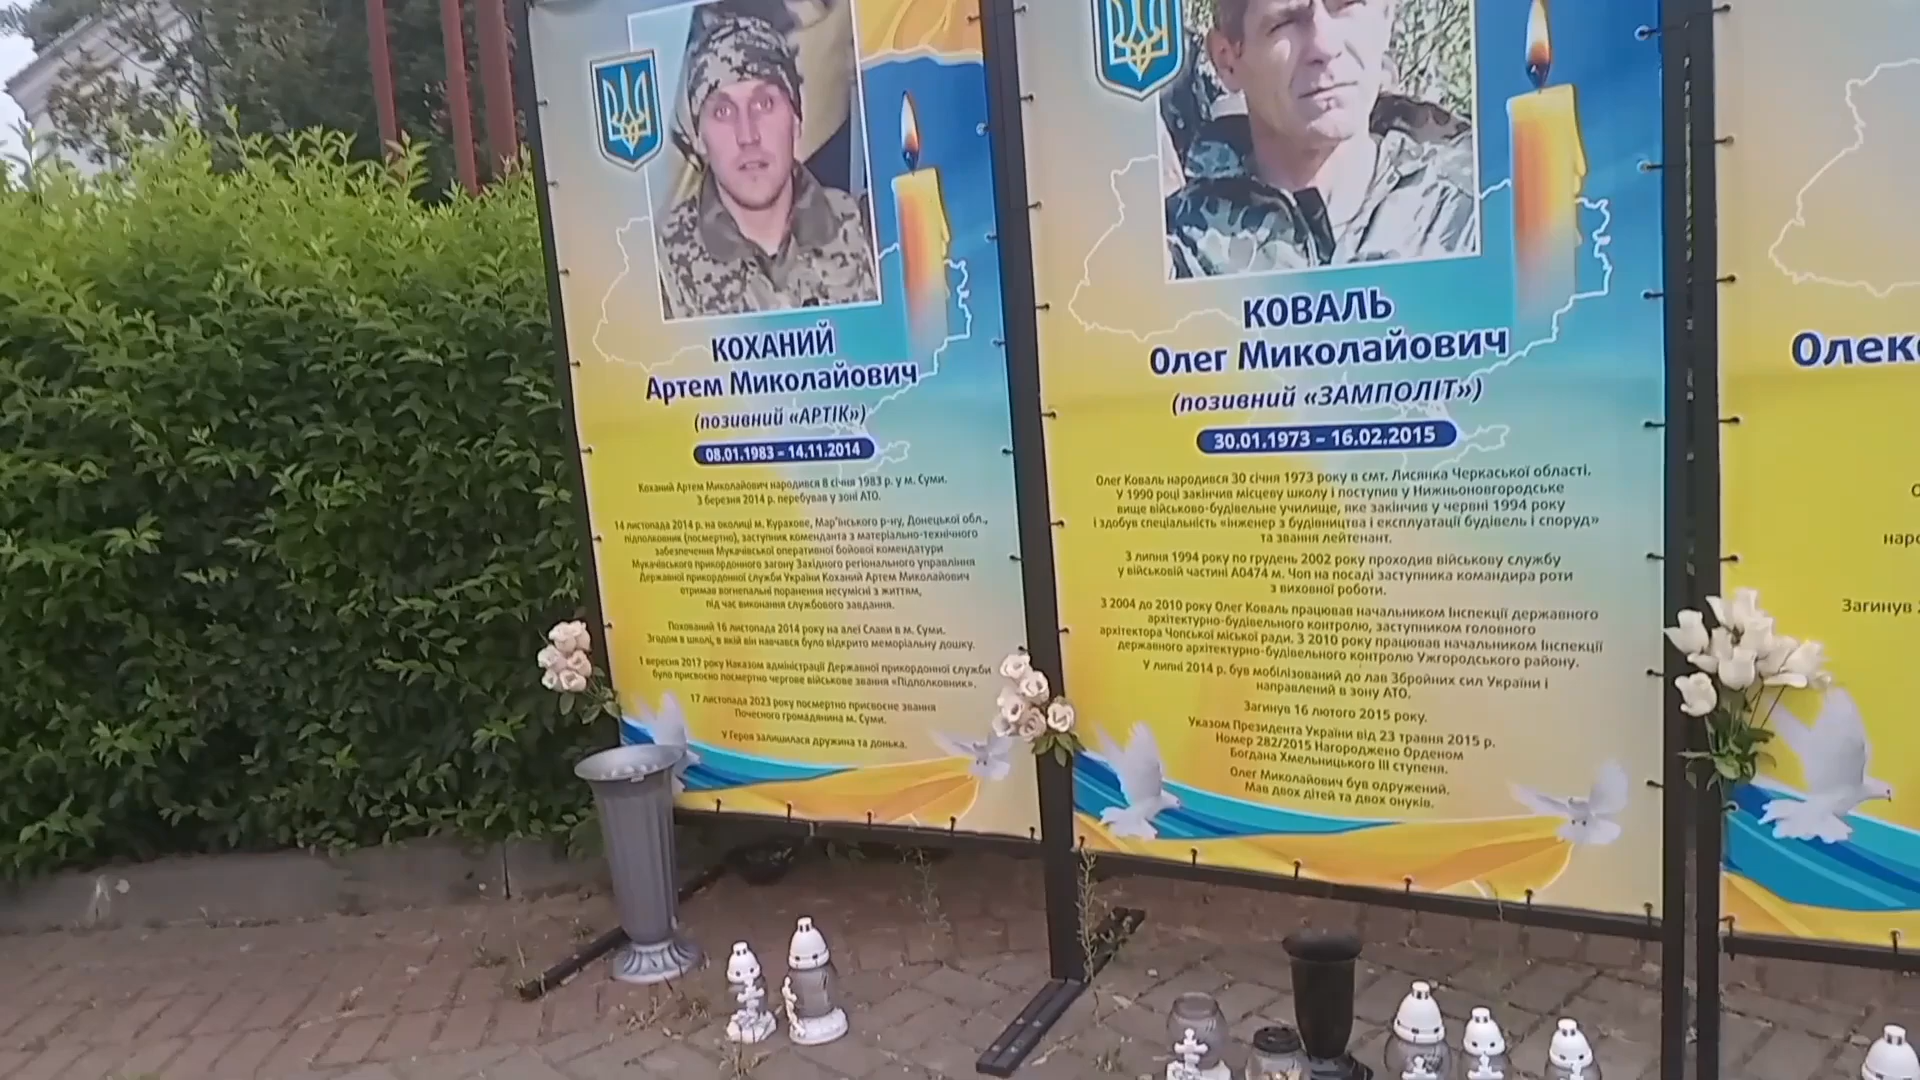 КОХАНИЙ
Артем Миколайович
(позивний «АРТІК»)
08.01.1983 – 14.11.2014
Коханий Артем Миколайович народився 8 січня 1983 р. у м. Суми.
З березня 2014 р. перебував у зоні АТО.
14 листопада 2014 р. на околиці м. Курахове, Мар'їнського р-ну, Донецької обл.,
підполковник (посмертно), заступник коменданта з матеріально-технічного
забезпечення Мукачівської оперативної бойової комендатури
Мукачівського прикордонного загону Західного регіонального управління
Державної прикордонної служби України Коханий Артем Миколайович
отримав вогнепальні поранення несумісні з життям,
під час виконання службового завдання.
Похований 16 листопада 2014 року на алеї Слави в м. Суми.
Згодом в школі, в якій він навчався було відкрито меморіальну дошку.
1 вересня 2017 року Наказом адміністрації Державної прикордонної служби
було присвоєно посмертно чергове військове звання «Підполковник».
17 листопада 2023 року посмертно присвоєне звання
Почесного громадянина м. Суми.
У Героя залишилася дружина та донька.
КОВАЛЬ
Олег Миколайович
(позивний «ЗАМПОЛІТ»)
30.01.1973 – 16.02.2015
Олег Коваль народився 30 січня 1973 року в смт. Лисянка Черкаської області.
У 1990 році закінчив місцеву школу і поступив у Нижньоновгородське
вище військово-будівельне училище, яке закінчив у червні 1994 року
і здобув спеціальність «інженер з будівництва і експлуатації будівель і споруд»
та звання лейтенант.
З липня 1994 року по грудень 2002 року проходив військову службу
у військовій частині А0474 м. Чоп на посаді заступника командира роти
з виховної роботи.
З 2004 до 2010 року Олег Коваль працював начальником Інспекції державного
архітектурно-будівельного контролю, заступником головного
архітектора Чопської міської ради. З 2010 року працював начальником Інспекції
державного архітектурно-будівельного контролю Ужгородського району.
У липні 2014 р. був мобілізований до лав Збройних сил України і
направлений в зону АТО.
Загинув 16 лютого 2015 року.
Указом Президента України від 23 травня 2015 р.
Номер 282/2015 Нагороджено Орденом
Богдана Хмельницького ІІІ ступеня.
Олег Миколайович був одружений.
Мав двох дітей та двох онуків.
Олек
наро
Загинув